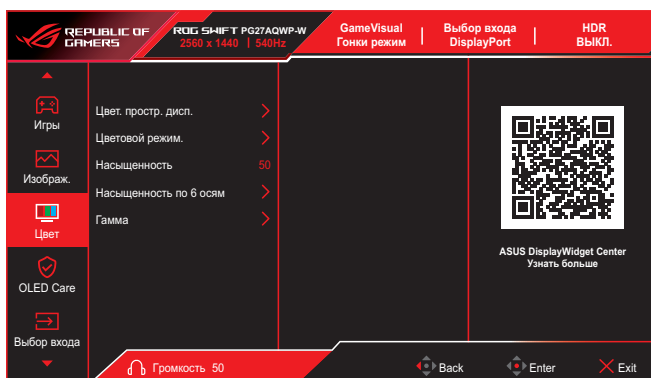 REPUBLIC OF
GAMERS
ROG SWIFT PG27AQWP-W
2560 x 1440 | 540Hz
GameVisual
Гонки режим
Выбор входа
DisplayPort
HDR
ВЫКЛ.
Игры
Изображ.
Цвет
OLED Care
Выбор входа
Цвет. простр. дисп.
Цветовой режим.
Насыщенность 50
Насыщенность по 6 осям
Гамма
ASUS DisplayWidget Center
Узнать больше
Громкость 50
Back
Enter
Exit